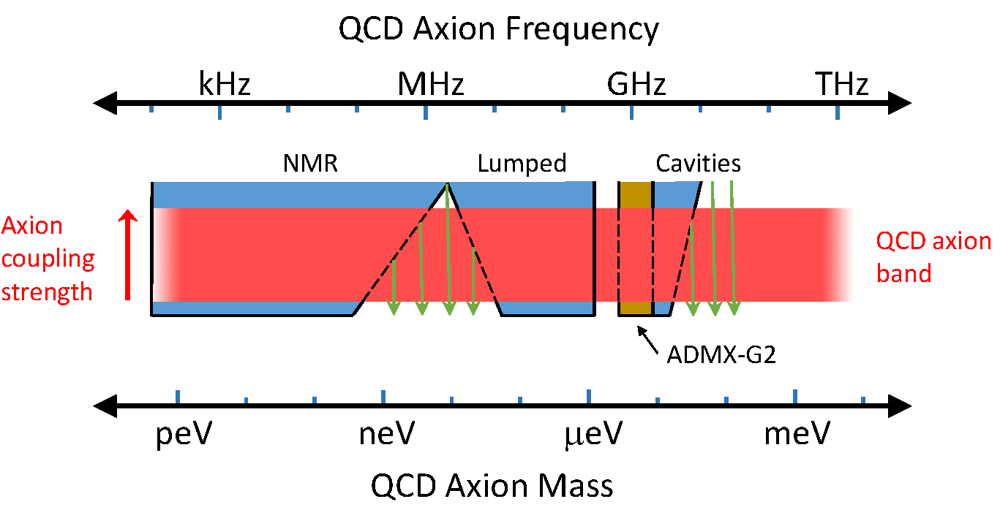 QCD Axion Frequency
kHz MHz GHz THz
NMR Lumped Cavities
Axion
coupling
strength
QCD axion
band
ADMX-G2
peV neV μeV meV
QCD Axion Mass